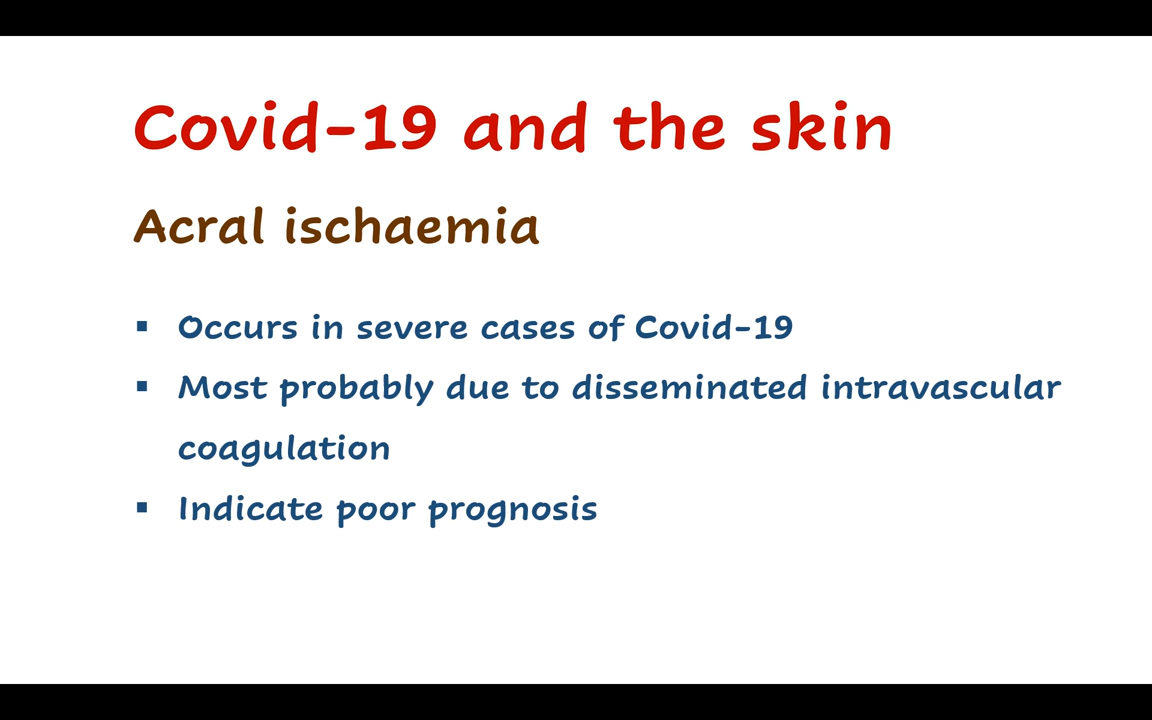 Covid-19 and the skin
Acral ischaemia
▪ Occurs in severe cases of Covid-19
▪ Most probably due to disseminated intravascular
coagulation
▪ Indicate poor prognosis